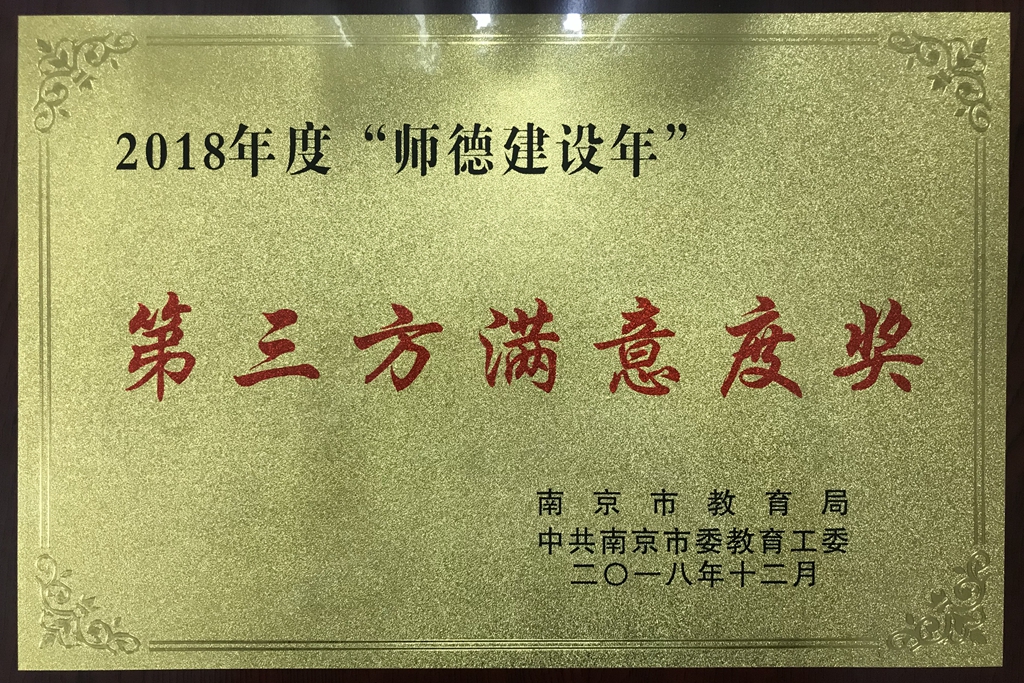 2018年度“师德建设年”
第三方满意度奖
南京市教育局
中共南京市委教育工委
二〇一八年十二月